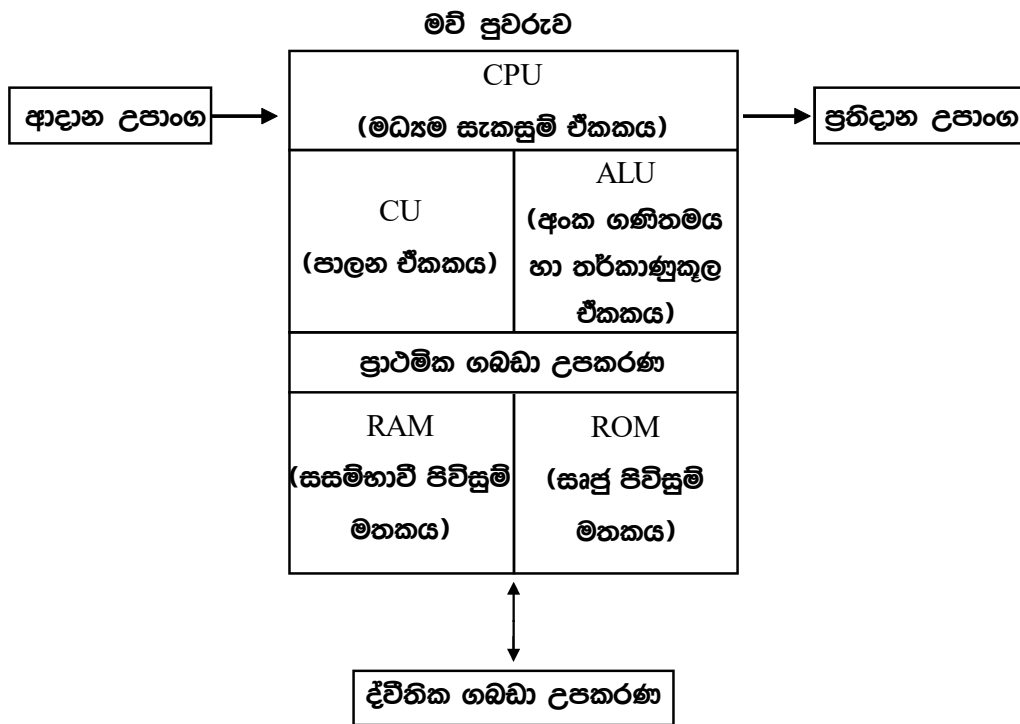 මව් පුවරුව
CPU
(මධ්‍යම සැකසුම් ඒකකය)
ආදාන උපාංග
ප්‍රතිදාන උපාංග
CU
(පාලන ඒකකය)
ALU
(අංක ගණිතමය
හා තර්කාණුකූල
ඒකකය)
ප්‍රාථමික ගබඩා උපකරණ
RAM
(සසම්භාවී පිවිසුම්
මතකය)
ROM
(සෘජු පිවිසුම්
මතකය)
ද්වීතික ගබඩා උපකරණ